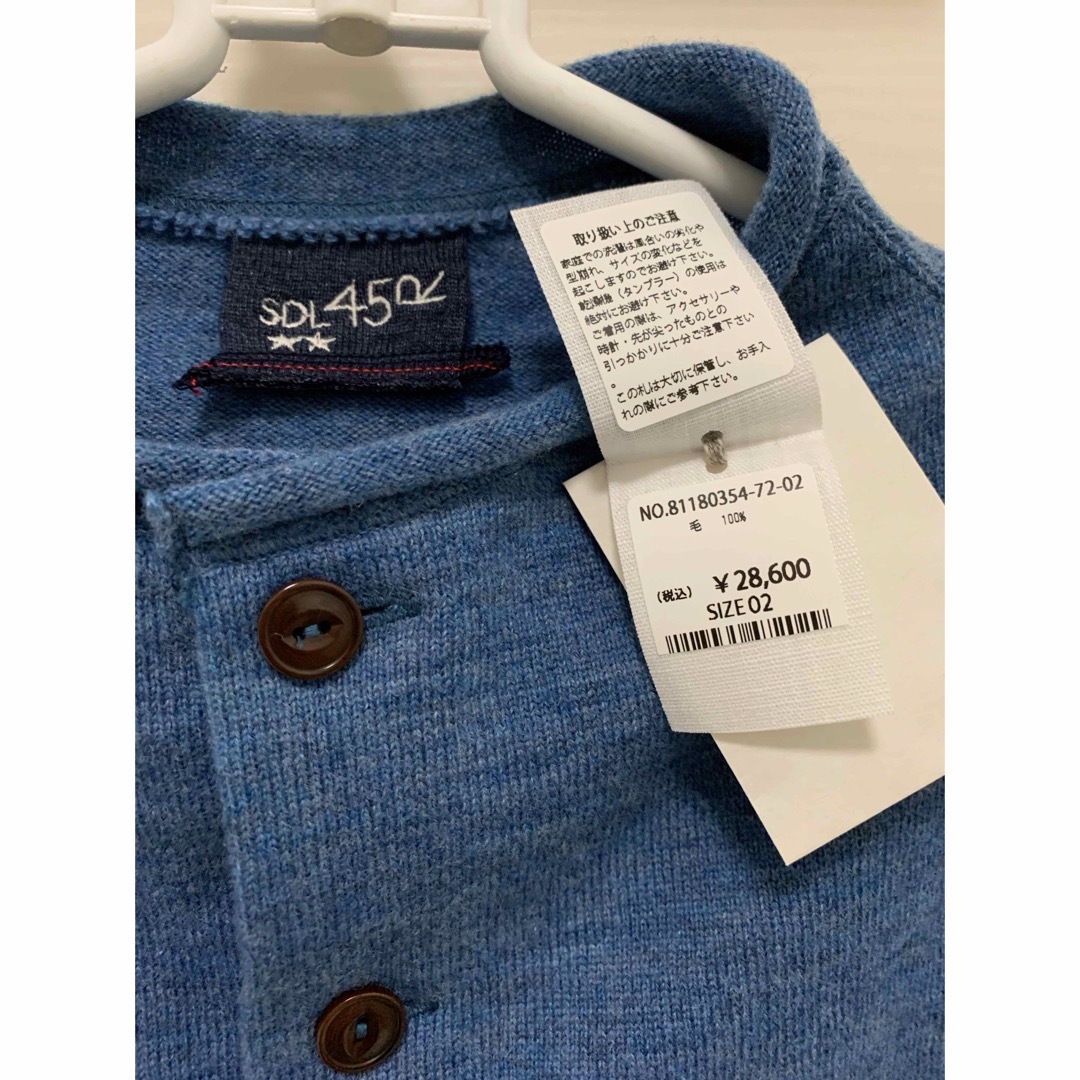 SDL 45R
取り扱い上のご注意
家庭での洗濯は風合いの劣化や
型崩れ、サイズの変化などを
起こしますのでお避け下さい。
乾燥機（タンブラー）の使用は
絶対にお避け下さい。
ご着用の際は、アクセサリーや
時計・先が尖ったものとの
引っかかりに十分ご注意下さい
。
この札は大切に保管し、お手入
れの際にご参考下さい。
NO.81180354-72-02
毛 100%
(税込) ￥28,600
SIZE 02